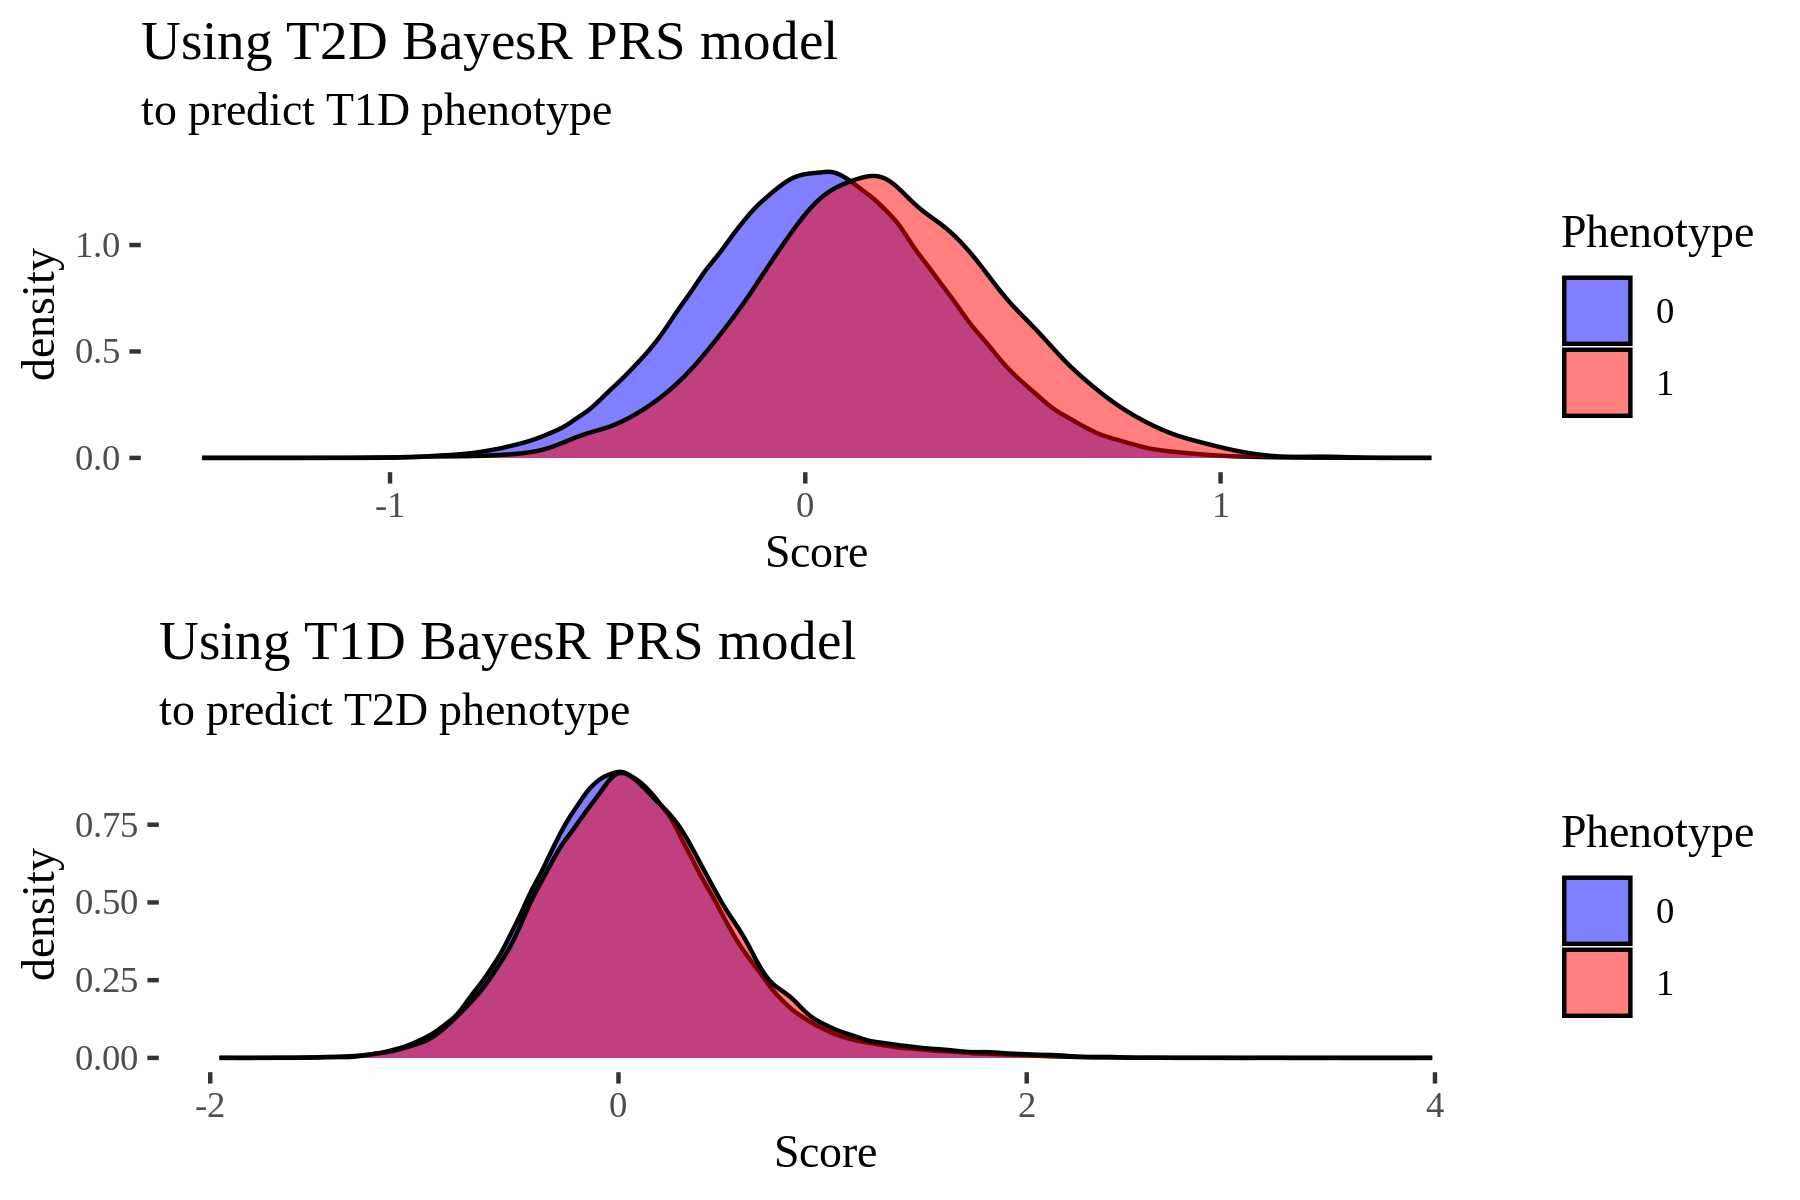 Using T2D BayesR PRS model
to predict T1D phenotype
density
1.0
0.5
0.0
-1 0 1
Score
Phenotype
0
1
Using T1D BayesR PRS model
to predict T2D phenotype
density
0.75
0.50
0.25
0.00
-2 0 2 4
Score
Phenotype
0
1